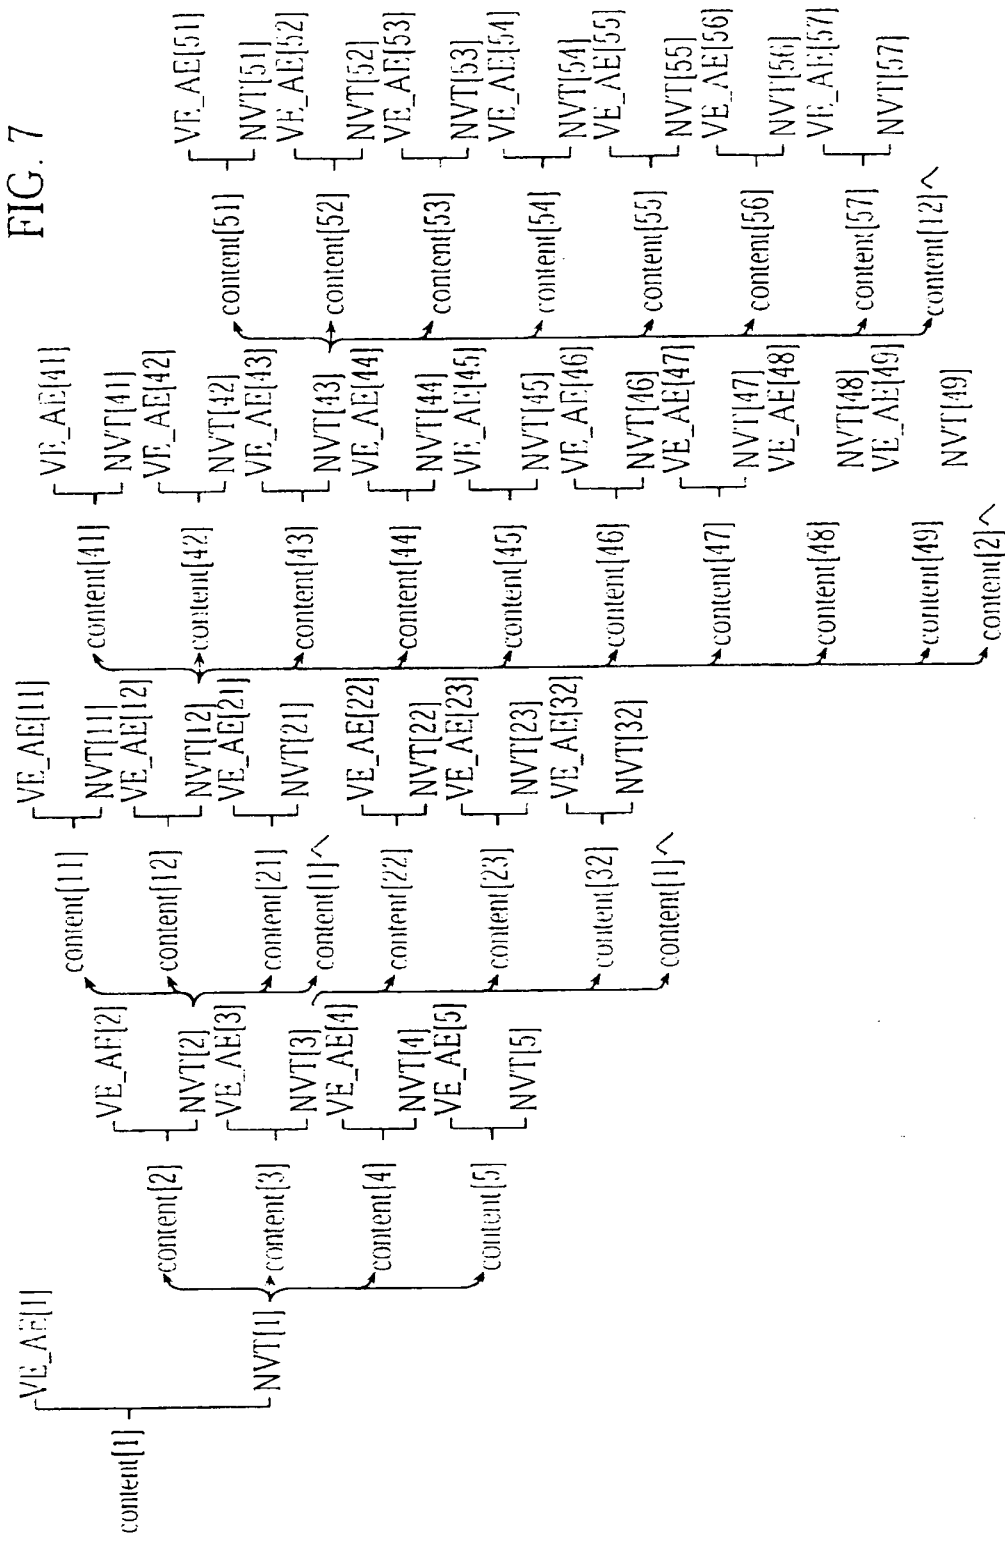 FIG. 7
content[1]
VE_AE[1]
NVT[1]
content[2]
content[3]
content[4]
content[5]
VE_AE[2]
NVT[2]
VE_AE[3]
NVT[3]
VE_AE[4]
NVT[4]
VE_AE[5]
NVT[5]
content[11]
content[12]
content[21]
content[1]へ
content[22]
content[23]
content[32]
content[1]へ
VE_AE[11]
NVT[11]
VE_AE[12]
NVT[12]
VE_AE[21]
NVT[21]
VE_AE[22]
NVT[22]
VE_AE[23]
NVT[23]
VE_AE[32]
NVT[32]
content[41]
content[42]
content[43]
content[44]
content[45]
content[46]
content[47]
content[48]
content[49]
content[2]へ
VE_AE[41]
NVT[41]
VE_AE[42]
NVT[42]
VE_AE[43]
NVT[43]
VE_AE[44]
NVT[44]
VE_AE[45]
NVT[45]
VE_AE[46]
NVT[46]
VE_AE[47]
NVT[47]
VE_AE[48]
NVT[48]
VE_AE[49]
NVT[49]
content[51]
content[52]
content[53]
content[54]
content[55]
content[56]
content[57]
content[12]へ
VE_AE[51]
NVT[51]
VE_AE[52]
NVT[52]
VE_AE[53]
NVT[53]
VE_AE[54]
NVT[54]
VE_AE[55]
NVT[55]
VE_AE[56]
NVT[56]
VE_AE[57]
NVT[57]